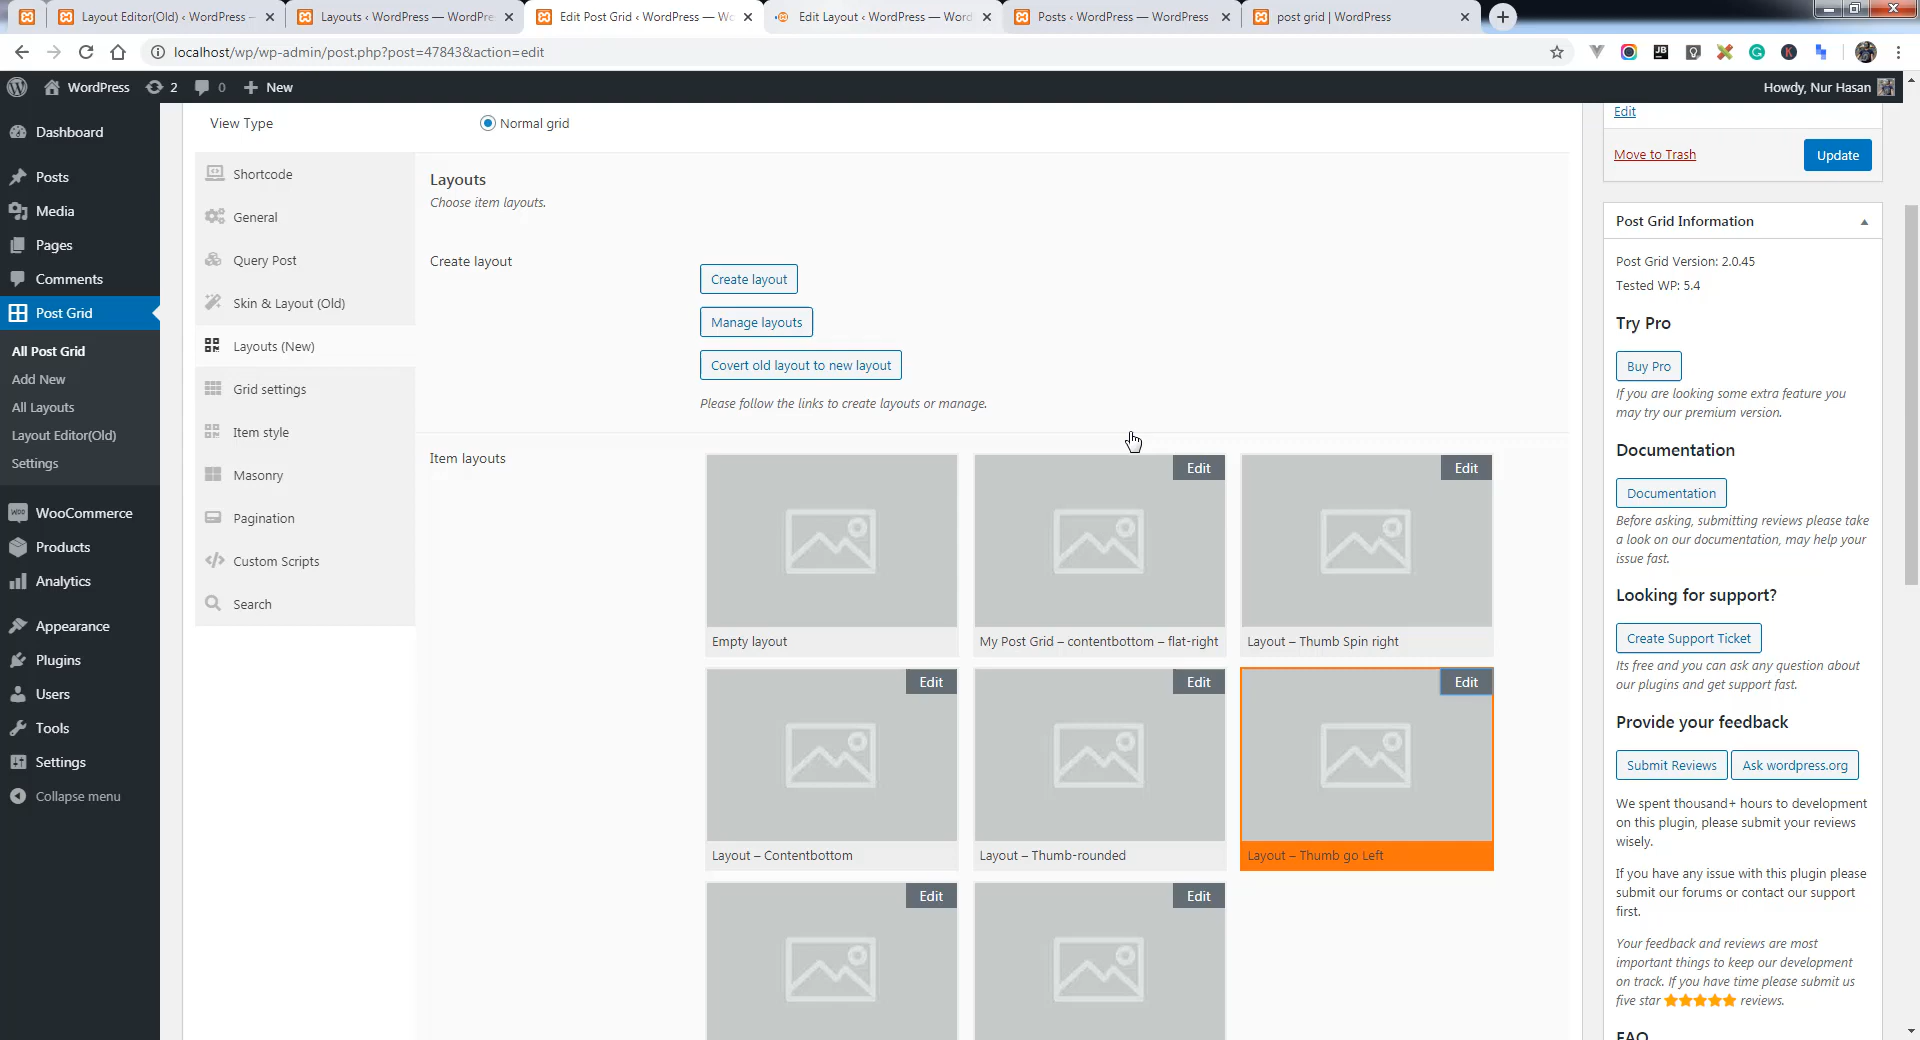 Layout Editor(Old) ‹ WordPress —
Layouts ‹ WordPress — WordPre
Edit Post Grid ‹ WordPress — Wo
Edit Layout ‹ WordPress — Word
Posts ‹ WordPress — WordPress
post grid | WordPress
localhost/wp/wp-admin/post.php?post=47843&action=edit
WordPress
2
0
New
Howdy, Nur Hasan
Dashboard
Posts
Media
Pages
Comments
Post Grid
All Post Grid
Add New
All Layouts
Layout Editor(Old)
Settings
WooCommerce
Products
Analytics
Appearance
Plugins
Users
Tools
Settings
Collapse menu
View Type
Normal grid
Shortcode
General
Query Post
Skin & Layout (Old)
Layouts (New)
Grid settings
Item style
Masonry
Pagination
Custom Scripts
Search
Layouts
Choose item layouts.
Create layout
Create layout
Manage layouts
Covert old layout to new layout
Please follow the links to create layouts or manage.
Item layouts
Empty layout
Edit
My Post Grid – contentbottom – flat-right
Edit
Layout – Thumb Spin right
Edit
Layout – Contentbottom
Edit
Layout – Thumb-rounded
Edit
Layout – Thumb go Left
Edit
Edit
Edit
Move to Trash
Update
Post Grid Information
Post Grid Version: 2.0.45
Tested WP: 5.4
Try Pro
Buy Pro
If you are looking some extra feature you
may try our premium version.
Documentation
Documentation
Before asking, submitting reviews please take
a look on our documentation, may help your
issue fast.
Looking for support?
Create Support Ticket
Its free and you can ask any question about
our plugins and get support fast.
Provide your feedback
Submit Reviews
Ask wordpress.org
We spent thousand+ hours to development
on this plugin, please submit your reviews
wisely.
If you have any issue with this plugin please
submit our forums or contact our support
first.
Your feedback and reviews are most
important things to keep our development
on track. If you have time please submit us
five star reviews.
FAQ